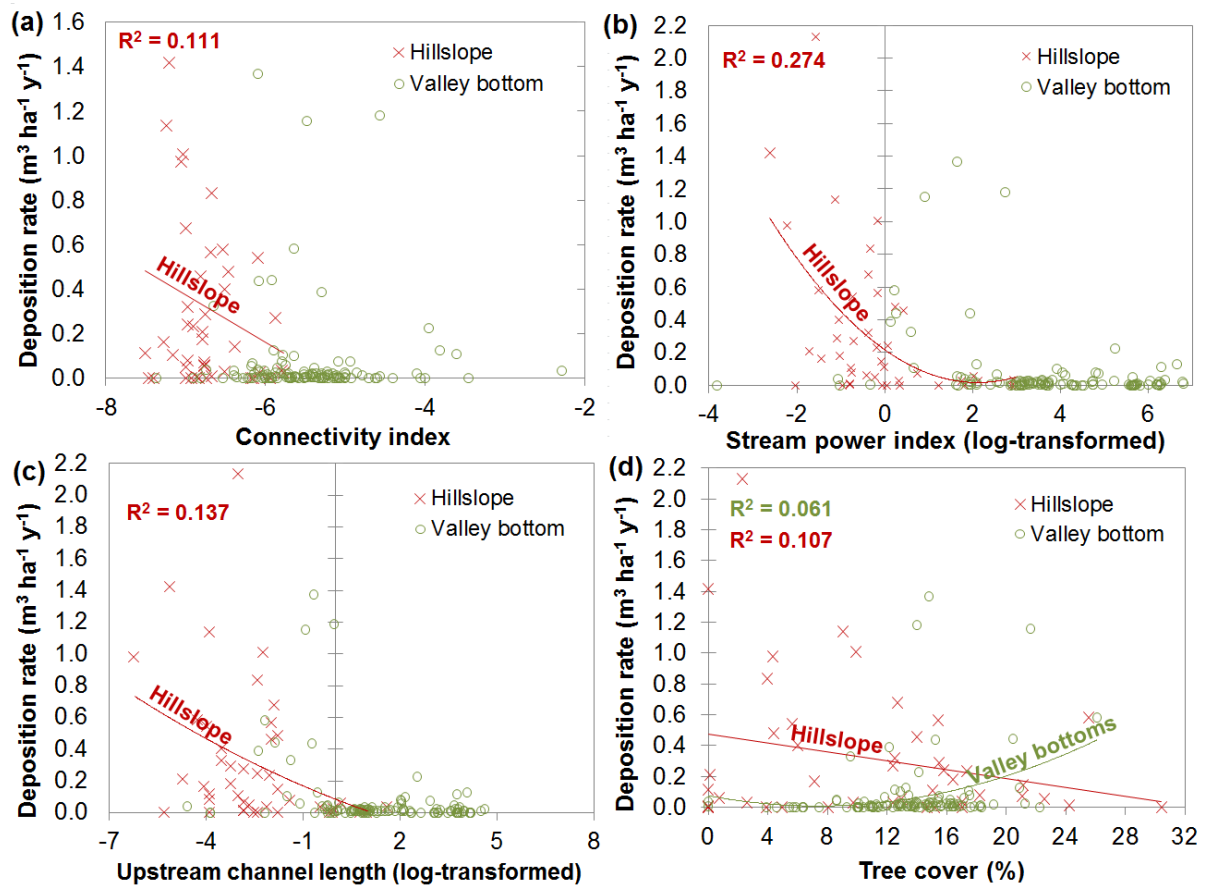 (a)
R² = 0.111
Hillslope
Valley bottom
Deposition rate (m³ ha⁻¹ y⁻¹)
1.6
1.4
1.2
1.0
0.8
0.6
0.4
0.2
0.0
Hillslope
-8
-6
-4
-2
Connectivity index
(b)
R² = 0.274
Hillslope
Valley bottom
Deposition rate (m³ ha⁻¹ y⁻¹)
2.2
2.0
1.8
1.6
1.4
1.2
1.0
0.8
0.6
0.4
0.2
0.0
Hillslope
-4
-2
0
2
4
6
Stream power index (log-transformed)
(c)
R² = 0.137
Hillslope
Valley bottom
Deposition rate (m³ ha⁻¹ y⁻¹)
2.2
2.0
1.8
1.6
1.4
1.2
1.0
0.8
0.6
0.4
0.2
0.0
Hillslope
-7
-4
-1
2
5
8
Upstream channel length (log-transformed)
(d)
R² = 0.061
R² = 0.107
Hillslope
Valley bottom
Deposition rate (m³ ha⁻¹ y⁻¹)
2.2
2.0
1.8
1.6
1.4
1.2
1.0
0.8
0.6
0.4
0.2
0.0
Hillslope
Valley bottoms
0
4
8
12
16
20
24
28
32
Tree cover (%)